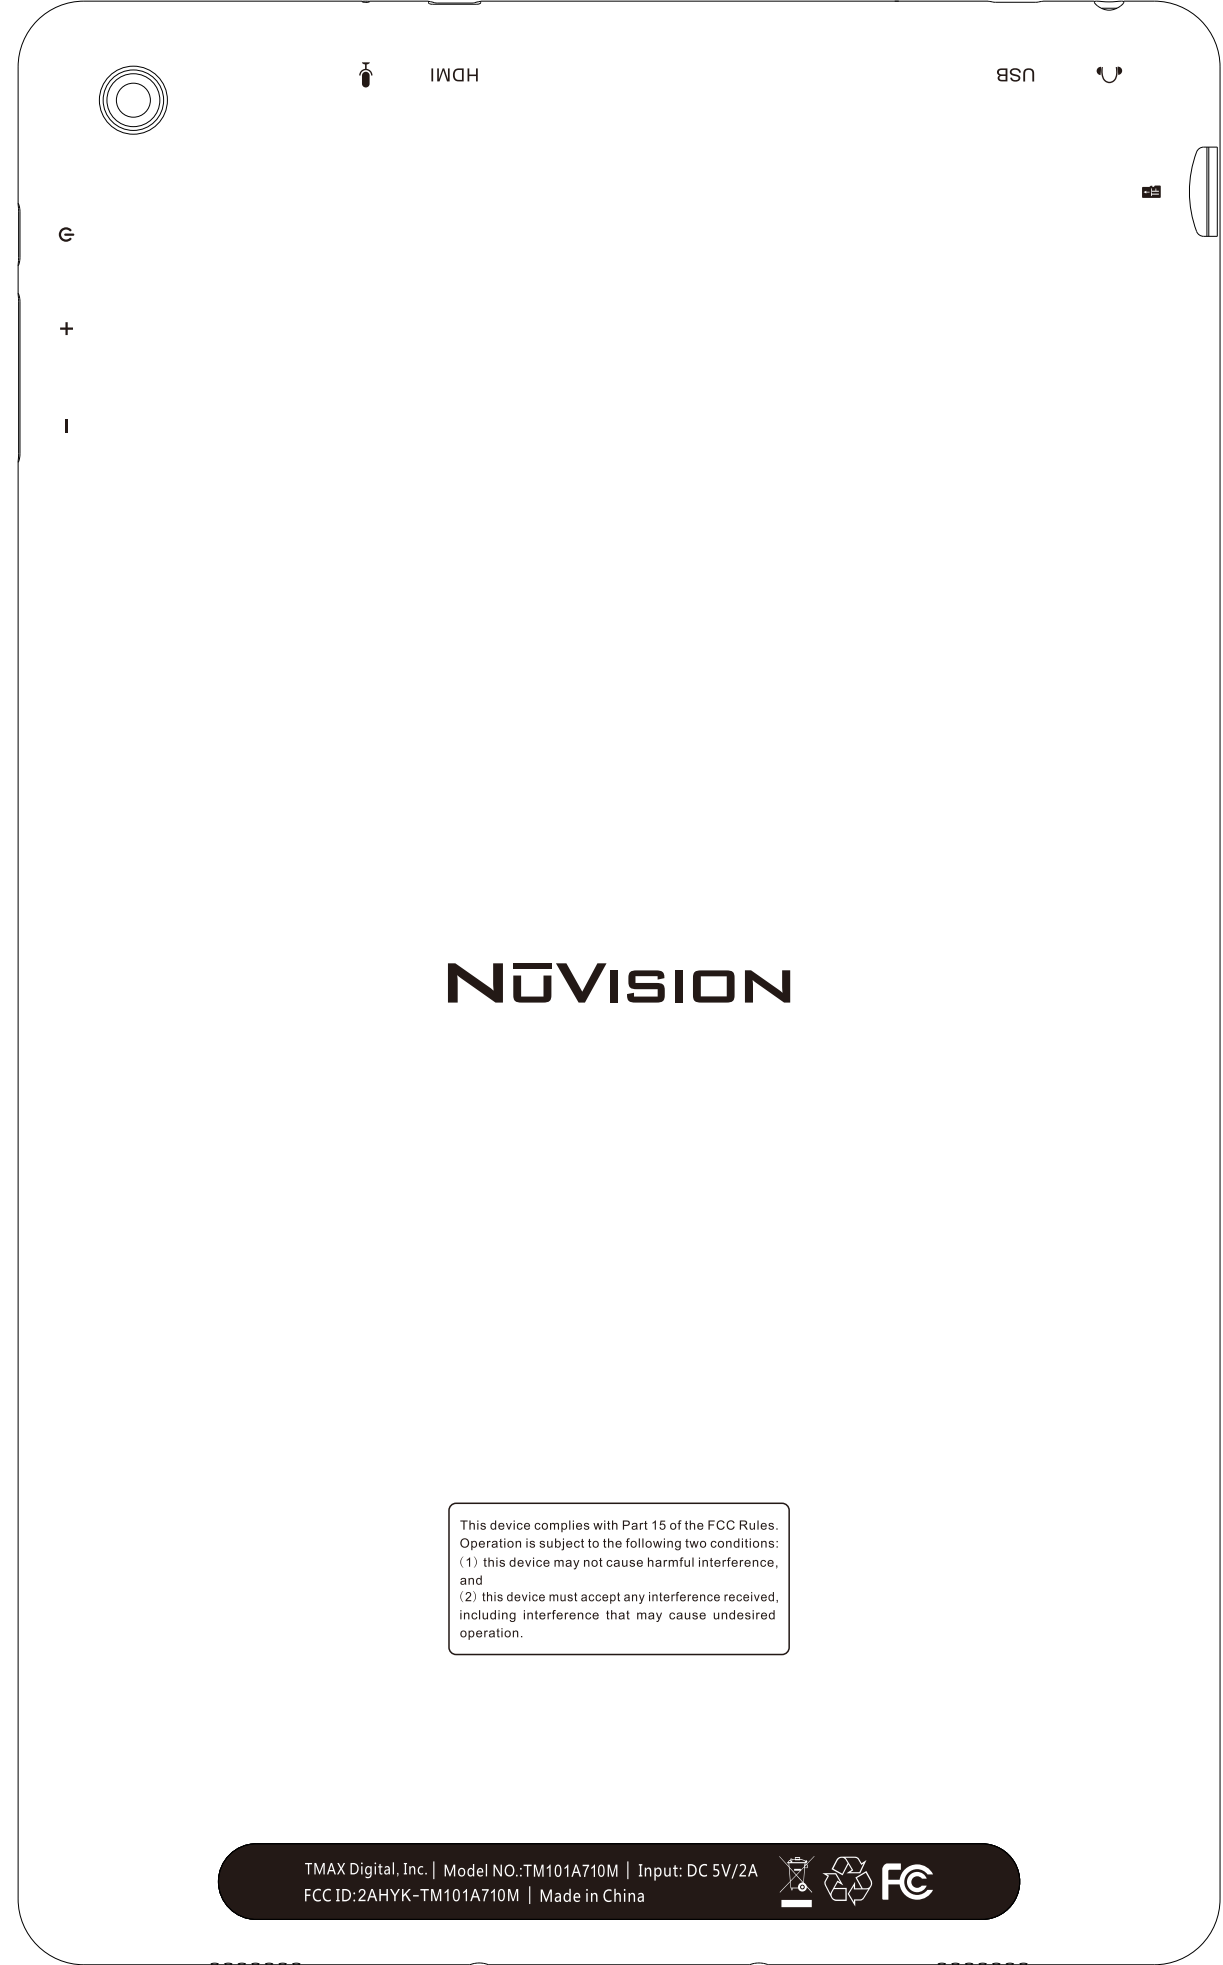 HDMI
USB
NūVISION
This device complies with Part 15 of the FCC Rules.
Operation is subject to the following two conditions:
（1）this device may not cause harmful interference,
and
（2）this device must accept any interference received,
including interference that may cause undesired
operation.
TMAX Digital, Inc. | Model NO.:TM101A710M | Input: DC 5V/2A
FCC ID:2AHYK-TM101A710M | Made in China
FC